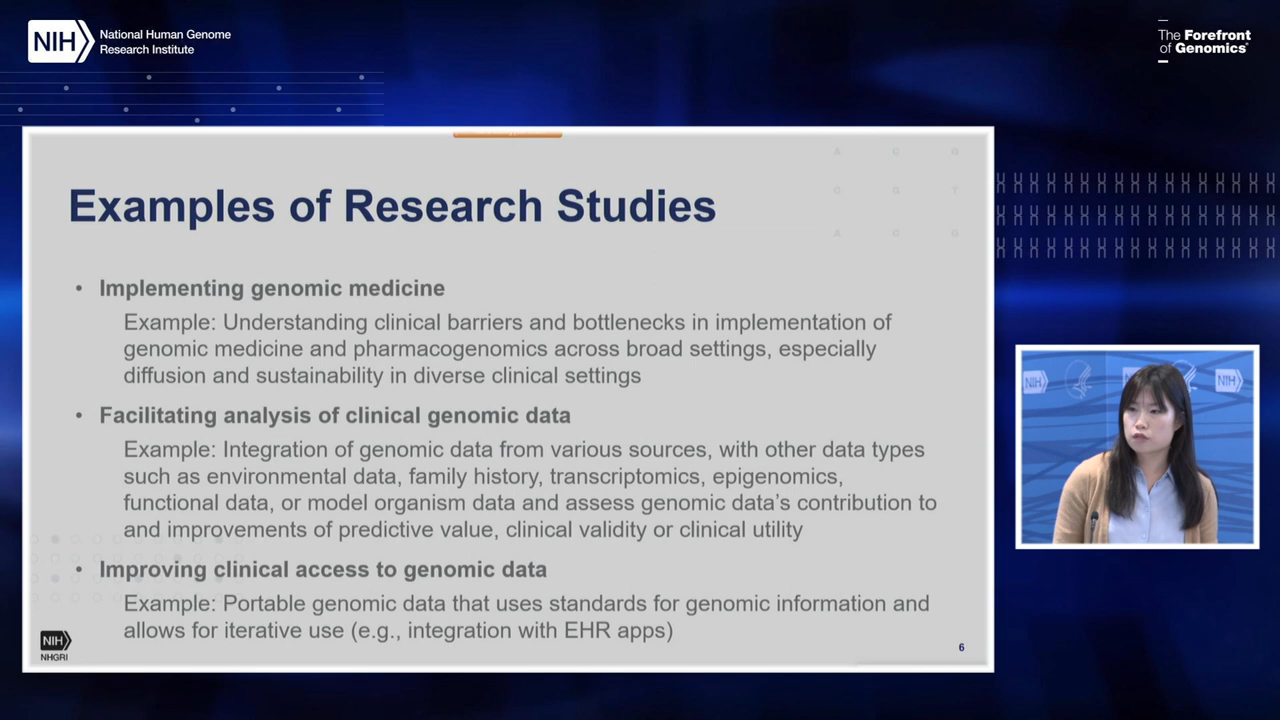 NIH
National Human Genome
Research Institute
The Forefront
of Genomics
Examples of Research Studies
• Implementing genomic medicine
Example: Understanding clinical barriers and bottlenecks in implementation of
genomic medicine and pharmacogenomics across broad settings, especially
diffusion and sustainability in diverse clinical settings
• Facilitating analysis of clinical genomic data
Example: Integration of genomic data from various sources, with other data types
such as environmental data, family history, transcriptomics, epigenomics,
functional data, or model organism data and assess genomic data's contribution to
and improvements of predictive value, clinical validity or clinical utility
• Improving clinical access to genomic data
Example: Portable genomic data that uses standards for genomic information and
allows for iterative use (e.g., integration with EHR apps)
NIH
NHGRI
6
NIH
NIH